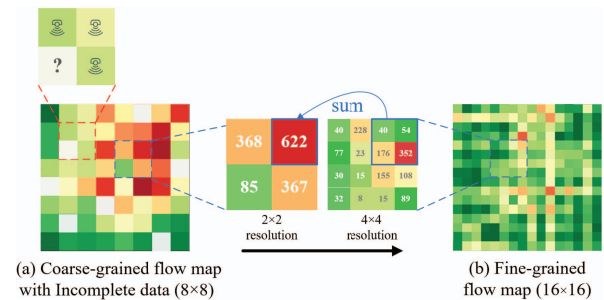 ?
sum
368 622
85 367
40 228 40 54
77 23 176 352
30 15 155 108
32 8 15 89
2×2
resolution
4×4
resolution
(a) Coarse-grained flow map
with Incomplete data (8×8)
(b) Fine-grained
flow map (16×16)